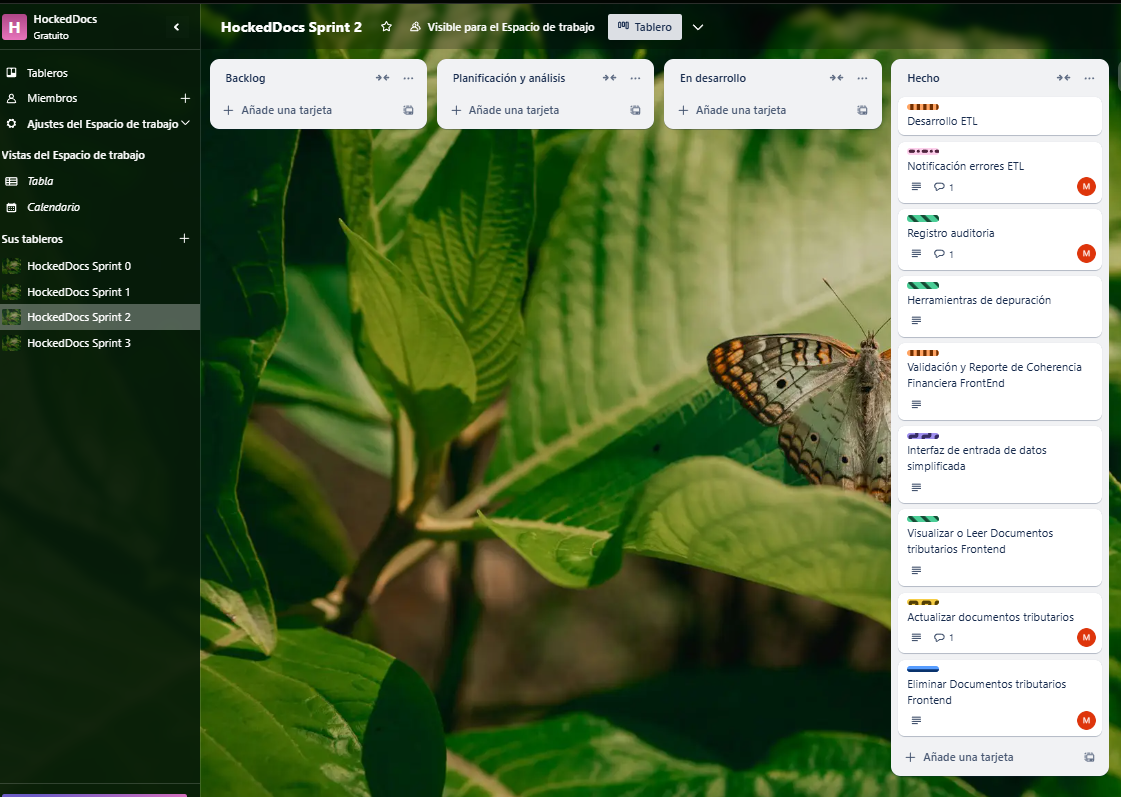 H
HockedDocs
Gratuito
HockedDocs Sprint 2
Visible para el Espacio de trabajo
Tablero
Tableros
Miembros
Ajustes del Espacio de trabajo
Vistas del Espacio de trabajo
Tabla
Calendario
Sus tableros
HockedDocs Sprint 0
HockedDocs Sprint 1
HockedDocs Sprint 2
HockedDocs Sprint 3
Backlog
Añade una tarjeta
Planificación y análisis
Añade una tarjeta
En desarrollo
Añade una tarjeta
Hecho
Desarrollo ETL
Notificación errores ETL
1
M
Registro auditoria
1
M
Herramientras de depuración
Validación y Reporte de Coherencia
Financiera FrontEnd
Interfaz de entrada de datos
simplificada
Visualizar o Leer Documentos
tributarios Frontend
Actualizar documentos tributarios
1
M
Eliminar Documentos tributarios
Frontend
M
Añade una tarjeta